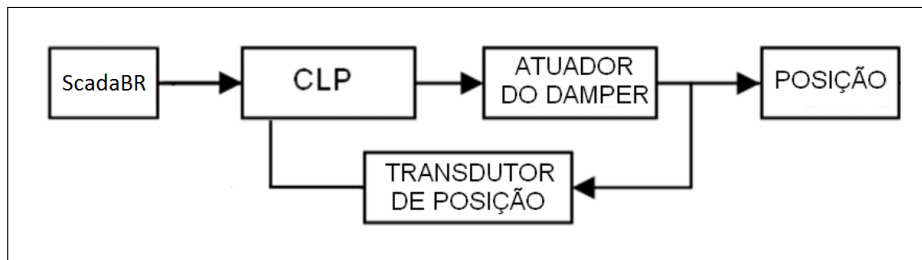 ScadaBR
CLP
ATUADOR
DO DAMPER
POSIÇÃO
TRANSDUTOR
DE POSIÇÃO